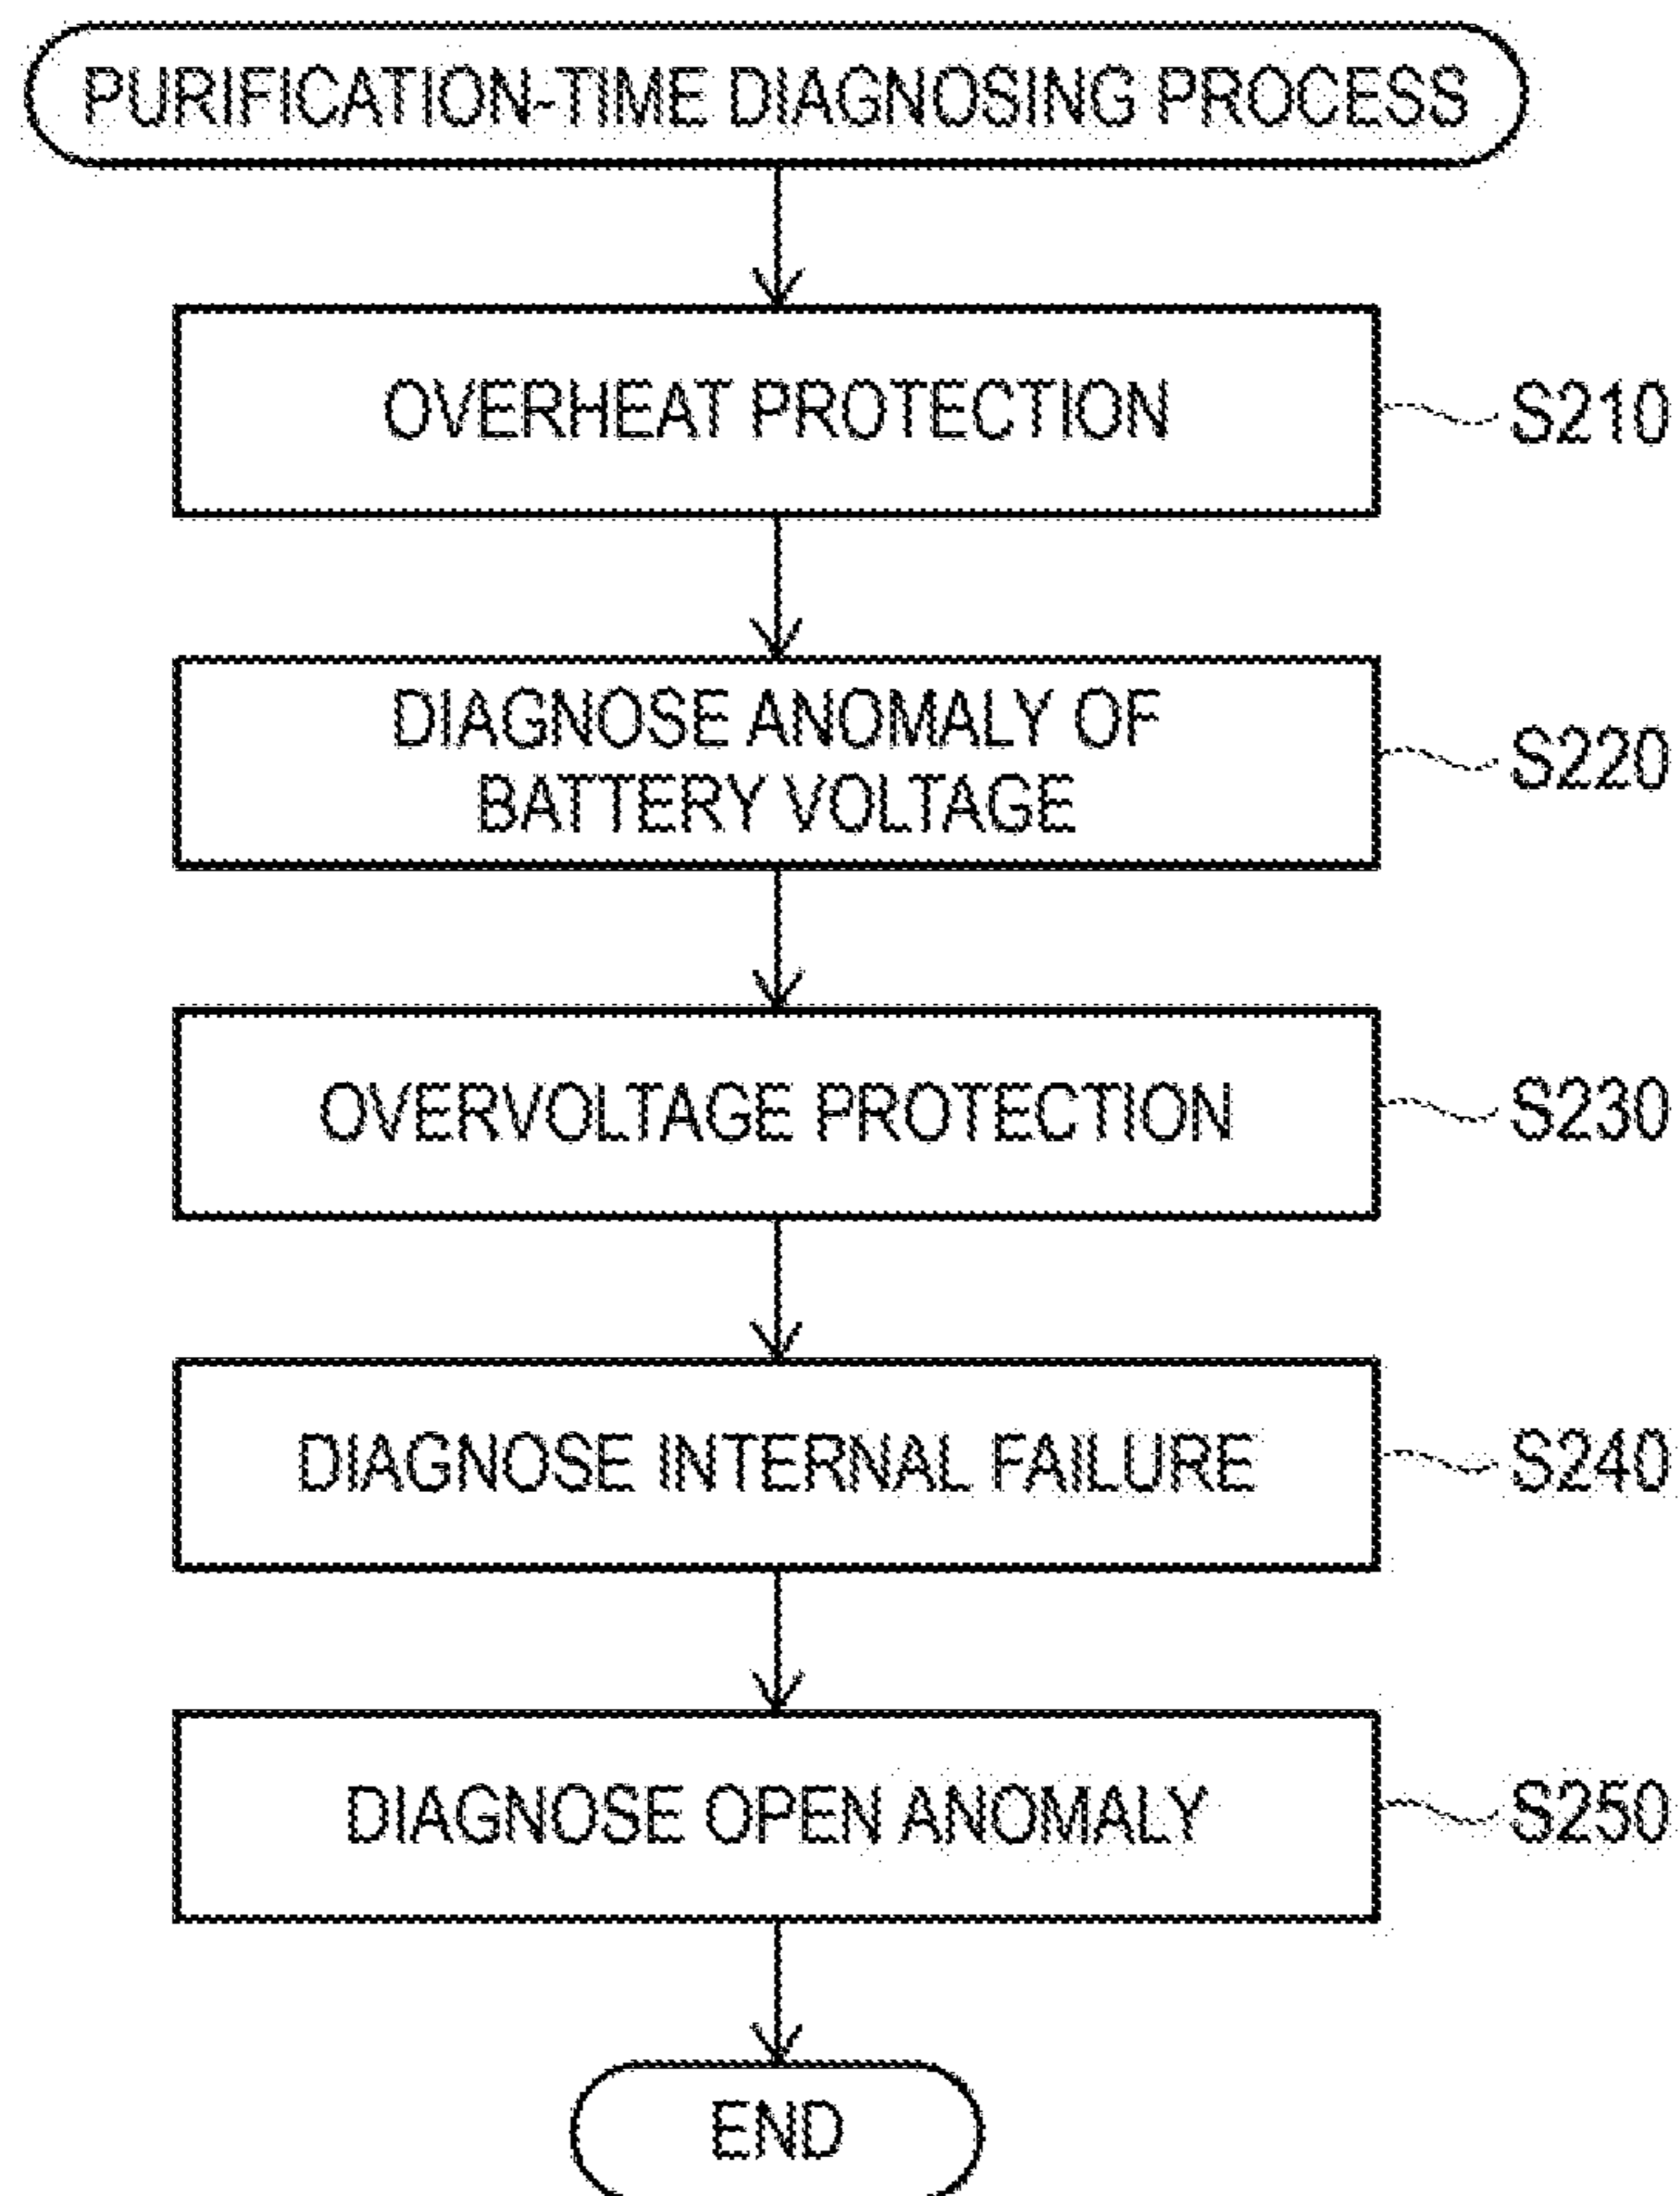 PURIFICATION-TIME DIAGNOSING PROCESS
OVERHEAT PROTECTION
S210
DIAGNOSE ANOMALY OF
BATTERY VOLTAGE
S220
OVERVOLTAGE PROTECTION
S230
DIAGNOSE INTERNAL FAILURE
S240
DIAGNOSE OPEN ANOMALY
S250
END